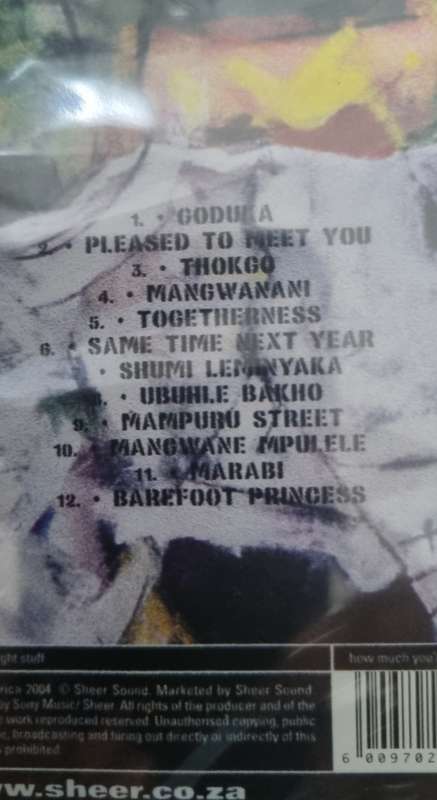 1. • GODUKA
2. • PLEASED TO MEET YOU
3. • THOKGO
4. • MANGWANANI
5. • TOGETHERNESS
6. • SAME TIME NEXT YEAR
• SHUMI LEMINYAKA
• UBUHLE BAKHO
9. • MAMPURU STREET
10. • MANGWANE MPULELE
11. • MARABI
12. • BAREFOOT PRINCESS
ght stuff
how much you
rica 2004 © Sheer Sound. Marketed by Sheer Sound
by Sony Music/ Sheer. All rights of the producer and of the
work reproduced reserved. Unauthorised copying, public
c, broadcasting and hiring out directly or indirectly of this
s prohibited.
6 009702
w.sheer.co.za